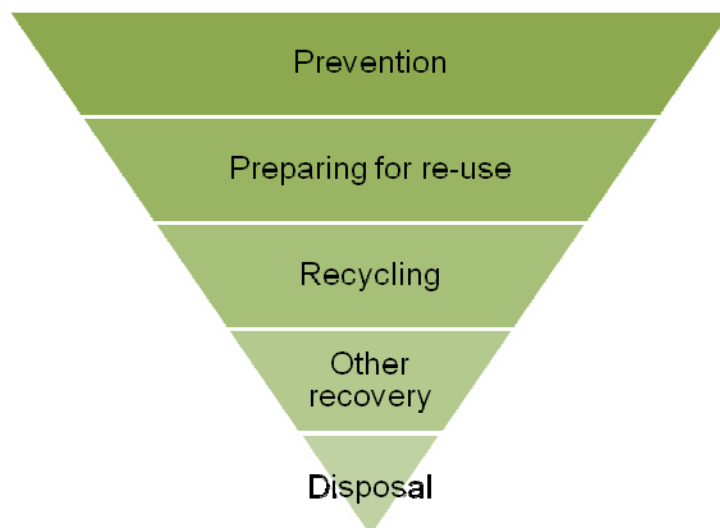 Prevention
Preparing for re-use
Recycling
Other
recovery
Disposal